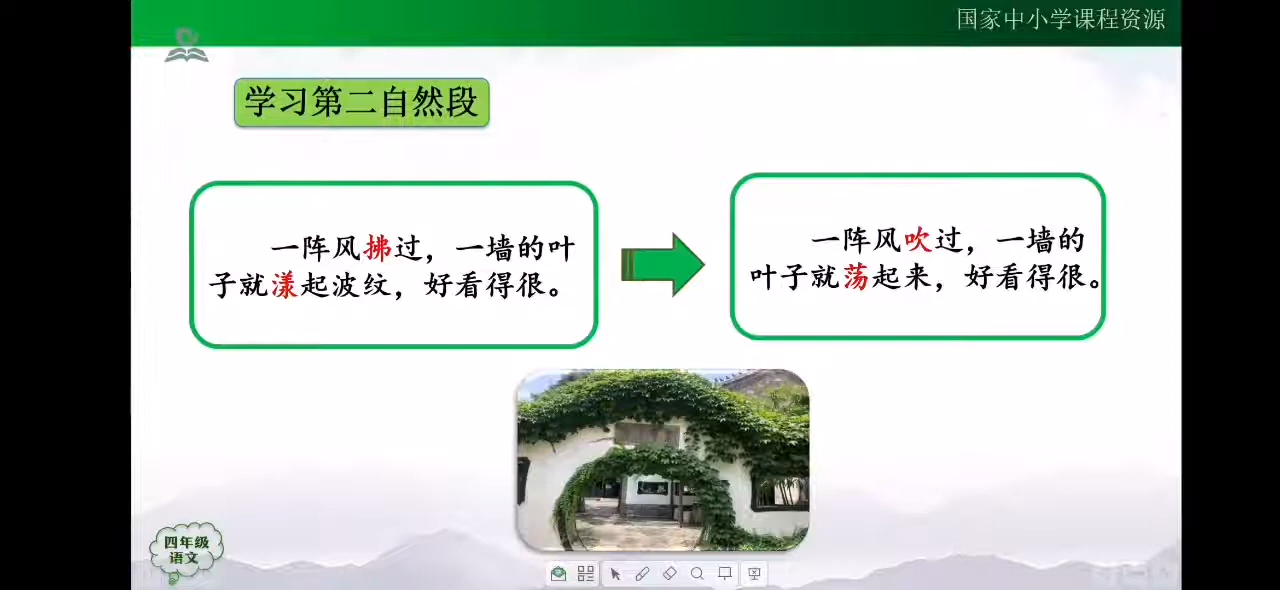 国家中小学课程资源
学习第二自然段
一阵风拂过，一墙的叶
子就漾起波纹，好看得很。
一阵风吹过，一墙的
叶子就荡起来，好看得很。
四年级
语文